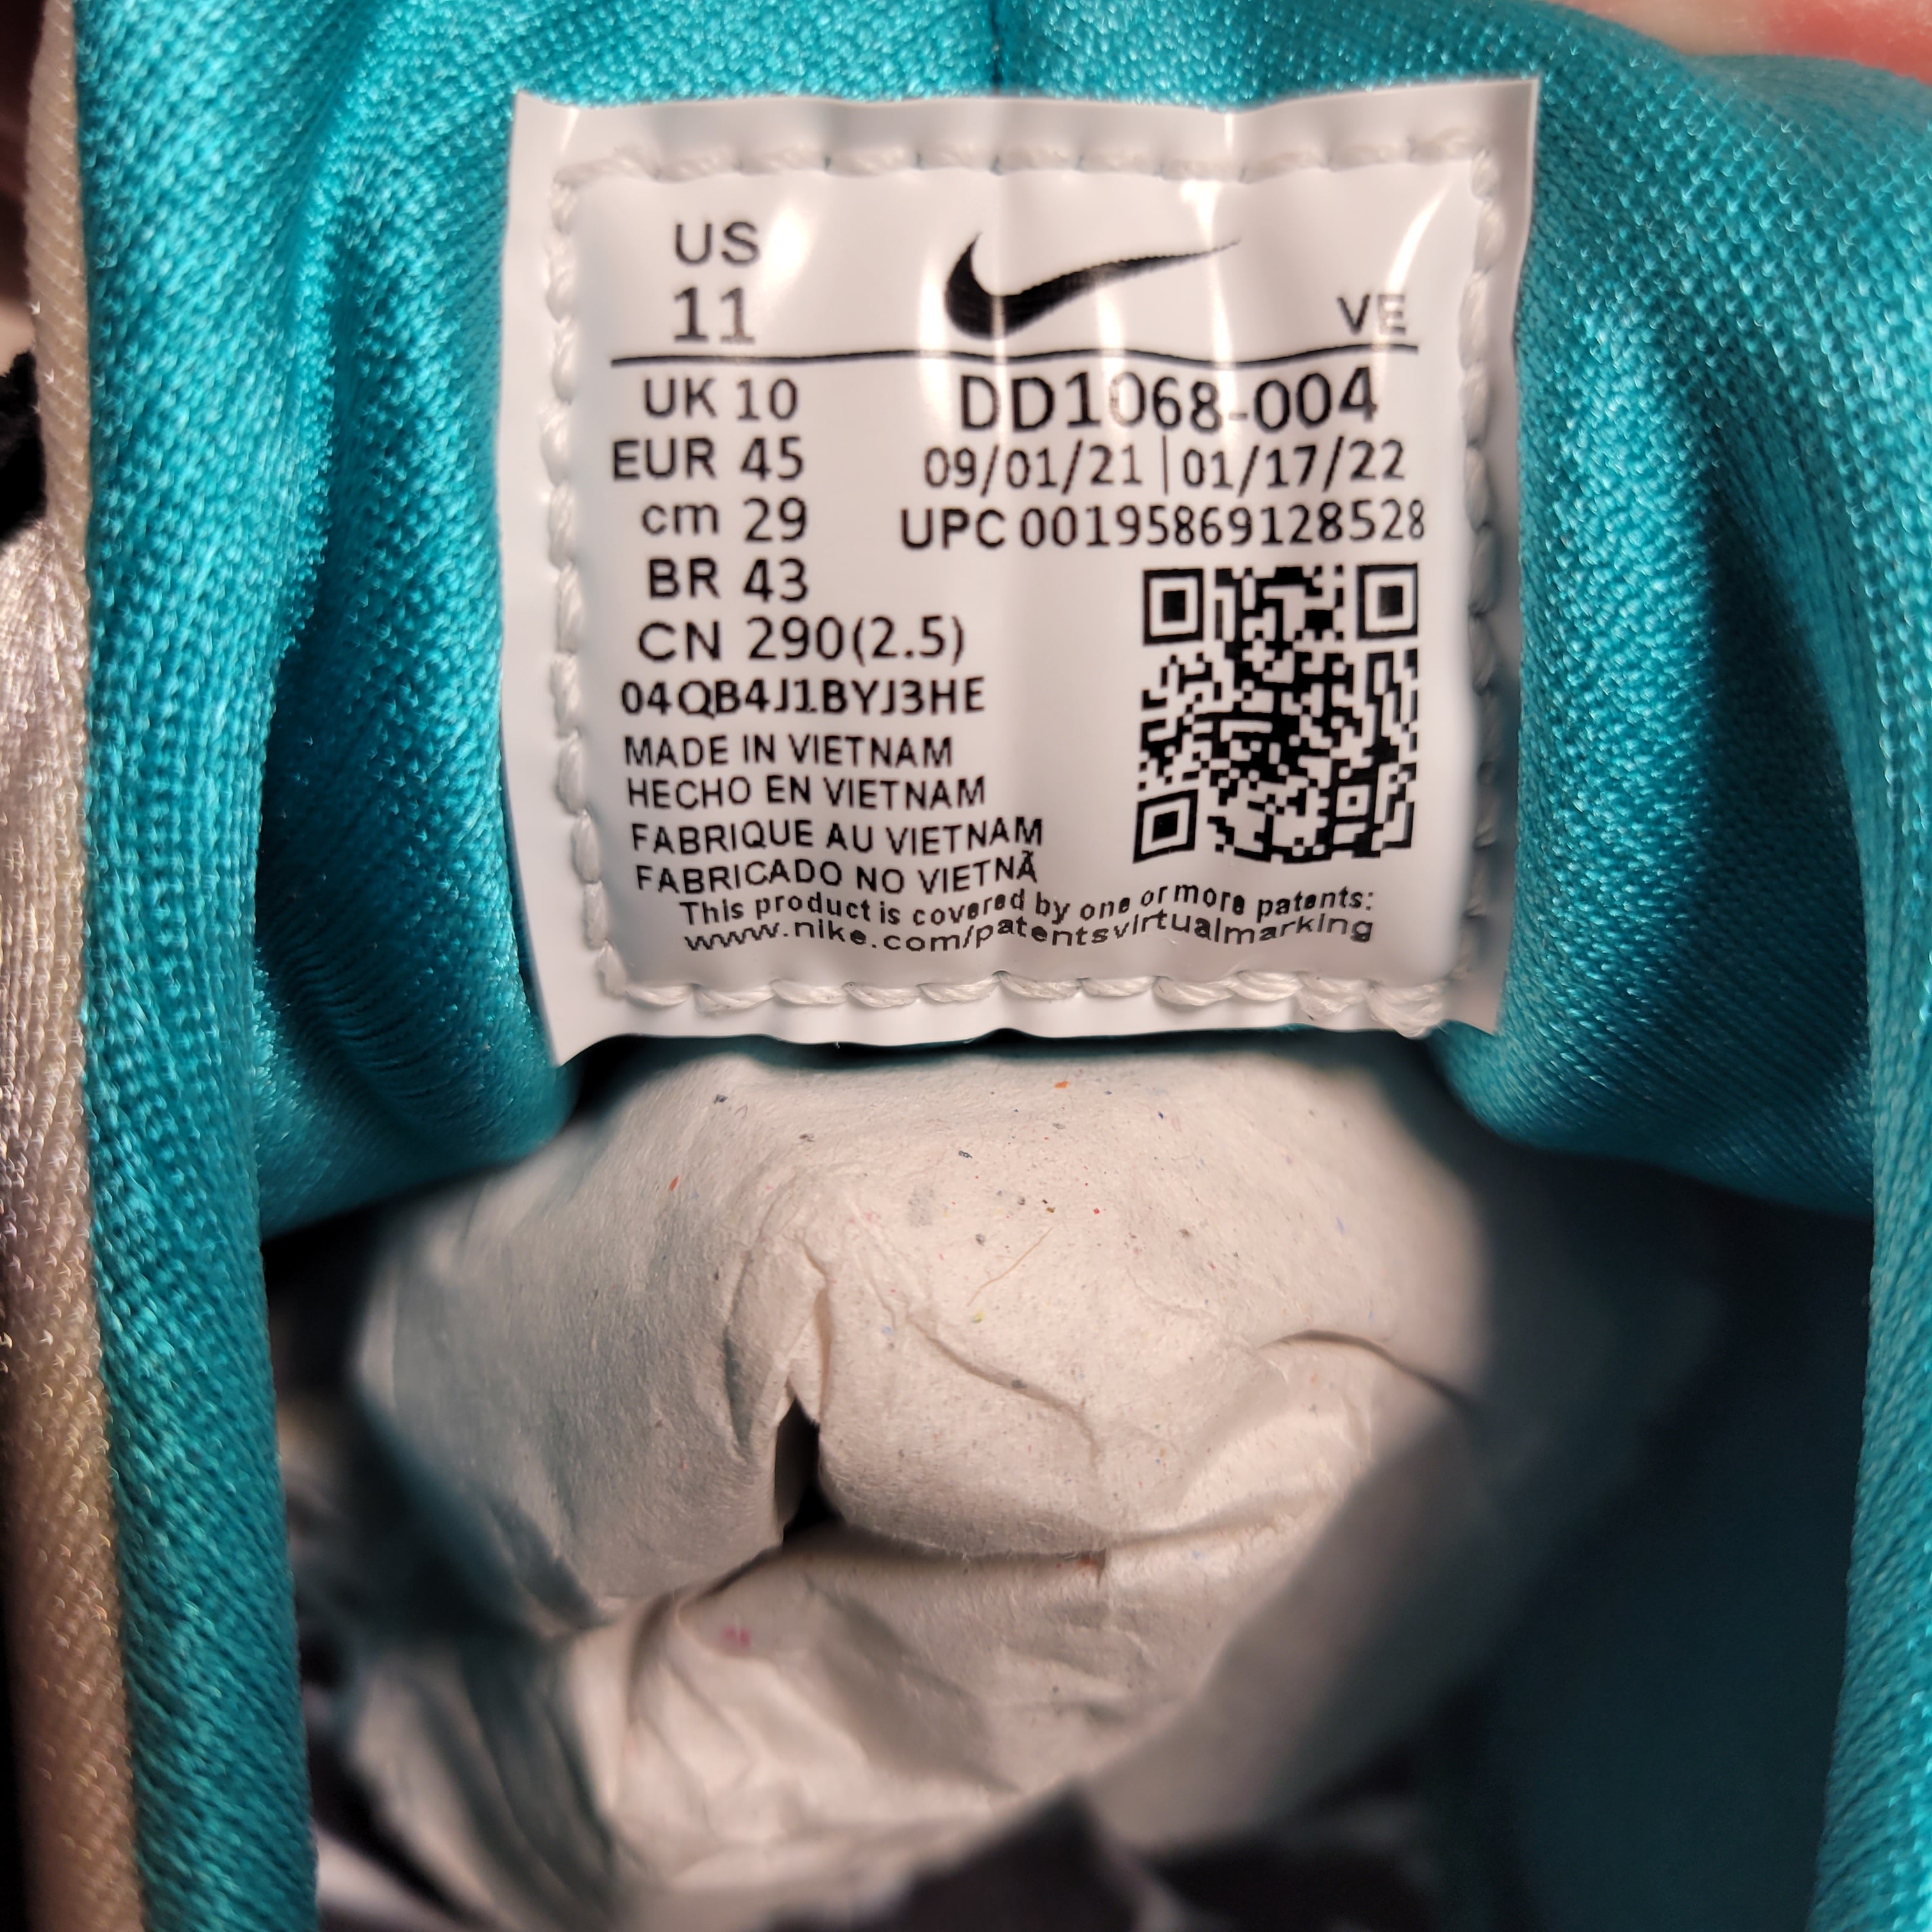 US
11
VE
UK 10
EUR 45
cm 29
BR 43
CN 290(2.5)
DD1068-004
09/01/21 | 01/17/22
UPC 00195869128528
04QB4J1BYJ3HE
MADE IN VIETNAM
HECHO EN VIETNAM
FABRIQUE AU VIETNAM
FABRICADO NO VIETNÃ
This product is covered by one or more patents:
www.nike.com/patentsvirtualmarking